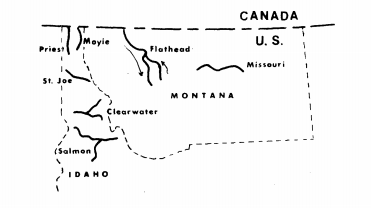 CANADA
U.S.
Priest
Moyie
Flathead
Missouri
St. Joe
MONTANA
Clearwater
Salmon
IDAHO